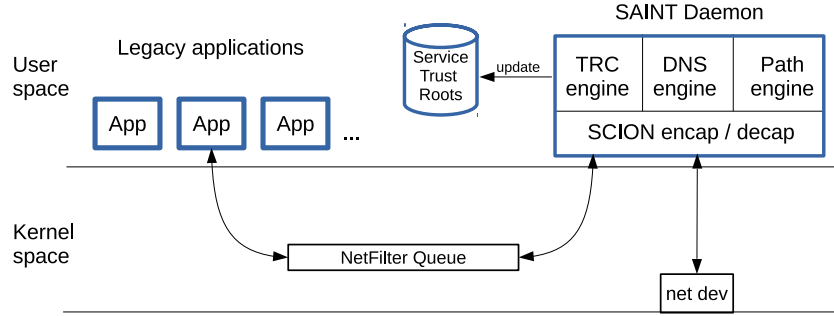 SAINT Daemon
Legacy applications
User
space
Service
Trust
Roots
update
TRC
engine
DNS
engine
Path
engine
App
App
App
...
SCION encap / decap
Kernel
space
NetFilter Queue
net dev